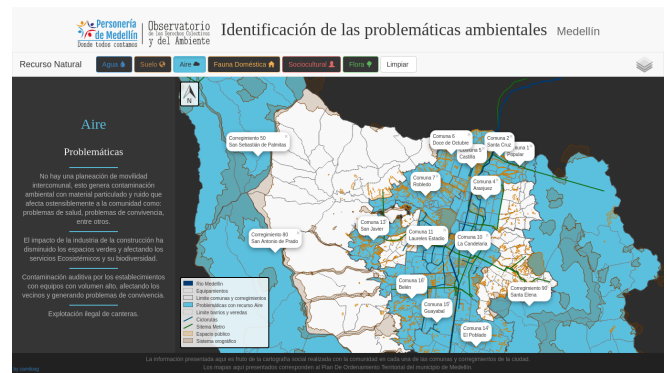 Personería
de Medellín
Donde todos contamos
Observatorio
de los Derechos Colectivos
y del Ambiente
Identificación de las problemáticas ambientales Medellín
Recurso Natural
Agua
Suelo
Aire
Fauna Doméstica
Sociocultural
Flora
Limpiar
N
Aire
Problemáticas
No hay una planeación de movilidad
intercomunal, esto genera contaminación
ambiental con material particulado y ruido que
afecta ostensiblemente a la comunidad como:
problemas de salud, problemas de convivencia,
entre otros.
El impacto de la industria de la construcción ha
disminuido los espacios verdes y afectando los
servicios Ecosistémicos y su biodiversidad.
Contaminación auditiva por los establecimientos
con equipos con volumen alto, afectando los
vecinos y generando problemas de convivencia.
Explotación ilegal de canteras.
Corregimiento 50
San Sebastián de Palmitas
Comuna 6
Doce de Octubre
Comuna 2
Santa Cruz
Comuna 5
Castilla
Comuna 1
Popular
Comuna 7
Robledo
Comuna 4
Aranjuez
Comuna 13
San Javier
Comuna 11
Laureles Estadio
Comuna 10
La Candelaria
Corregimiento 80
San Antonio de Prado
Comuna 16
Belén
Corregimiento 90
Santa Elena
Comuna 15
Guayabal
Comuna 14
El Poblado
Río Medellín
Equipamientos
Limite comunas y corregimientos
Problemáticas con recurso Aire
Limite barrios y veredas
Ciclorutas
Sitema Metro
Espacio público
Sistema orográfico
La información presentada aquí es fruto de la cartografía social realizada con la comunidad en cada una de las comunas y corregimientos de la ciudad.
Los mapas aquí presentados corresponden al Plan De Ordenamiento Territorial del municipio de Medellín.